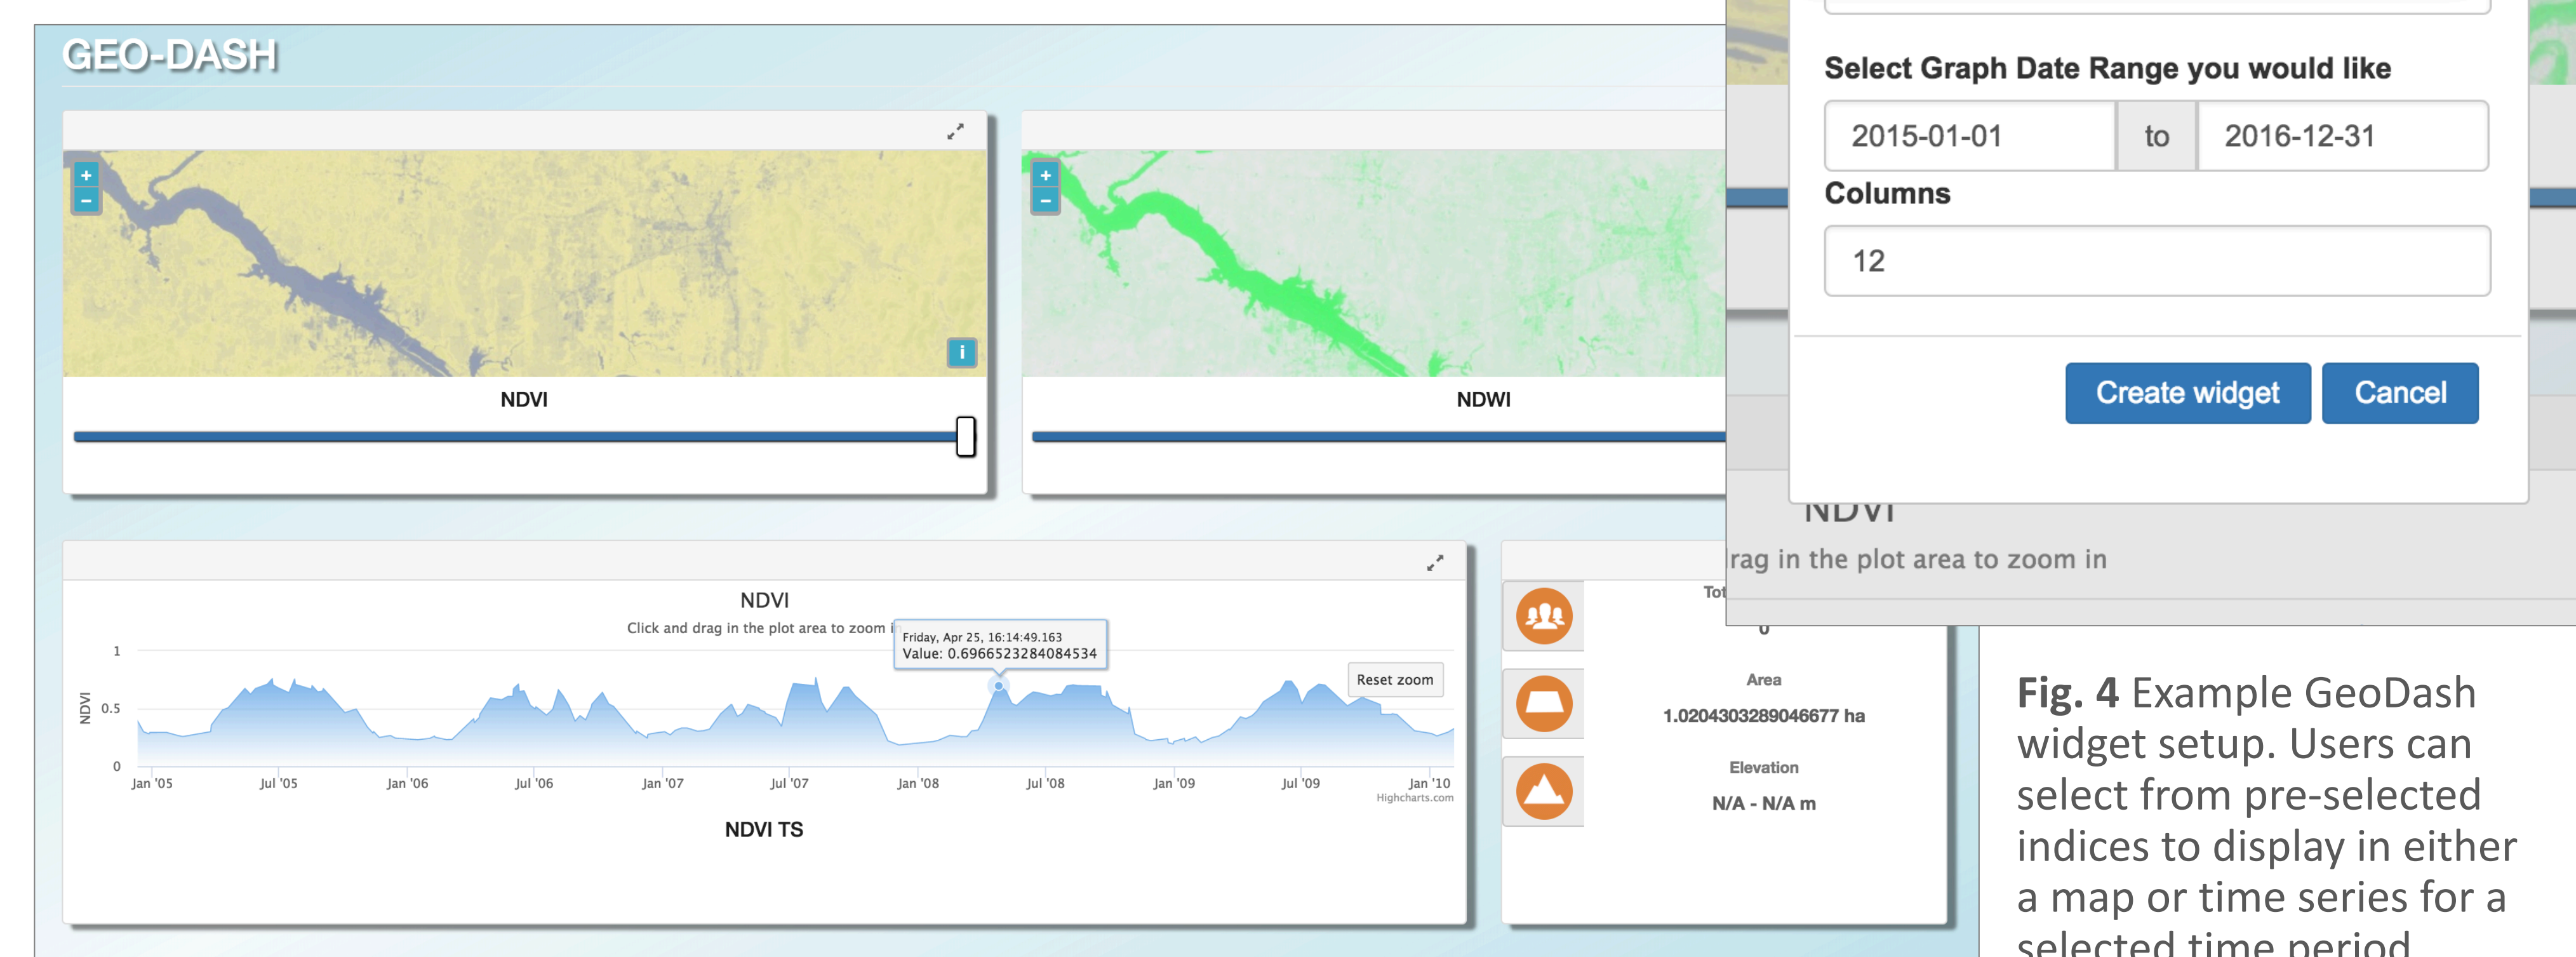 GEO-DASH
+
−
i
NDVI
+
−
NDWI
NDVI
Click and drag in the plot area to zoom
Friday, Apr 25, 16:14:49.163
Value: 0.6966523284084534
Reset zoom
NDVI
1
0.5
0
Jan '05
Jul '05
Jan '06
Jul '06
Jan '07
Jul '07
Jan '08
Jul '08
Jan '09
Jul '09
Jan '10
Highcharts.com
NDVI TS
Area
1.0204303289046677 ha
Elevation
N/A - N/A m
Select Graph Date Range you would like
2015-01-01 to 2016-12-31
Columns
12
Create widget
Cancel
NDVI
rag in the plot area to zoom in
Fig. 4 Example GeoDash
widget setup. Users can
select from pre-selected
indices to display in either
a map or time series for a
selected time period